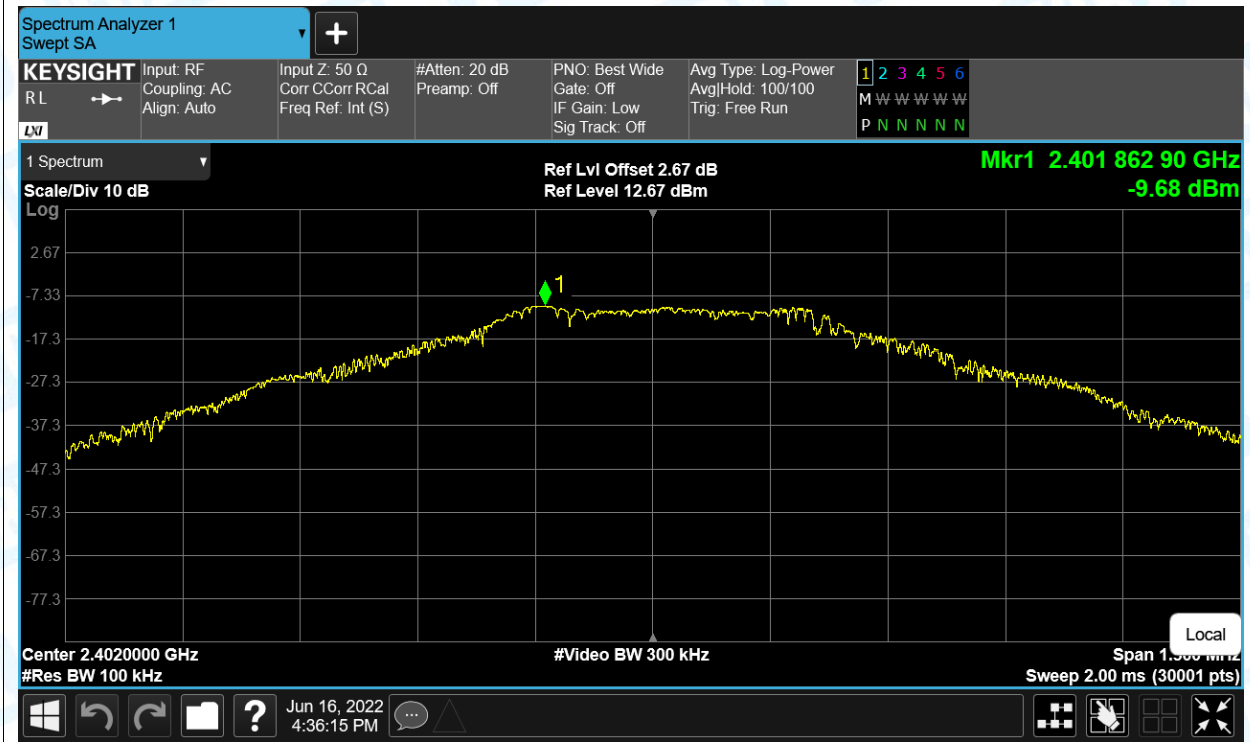 Spectrum Analyzer 1
Swept SA
KEYSIGHT
R L
LXI
Input: RF
Coupling: AC
Align: Auto
Input Z: 50 Ω
Corr CCorr RCal
Freq Ref: Int (S)
#Atten: 20 dB
Preamp: Off
PNO: Best Wide
Gate: Off
IF Gain: Low
Sig Track: Off
Avg Type: Log-Power
Avg|Hold: 100/100
Trig: Free Run
1 2 3 4 5 6
M W W W W W W
P N N N N N N
1 Spectrum
Scale/Div 10 dB
Log
Ref Lvl Offset 2.67 dB
Ref Level 12.67 dBm
Mkr1 2.401 862 90 GHz
-9.68 dBm
1
2.67
-7.33
-17.3
-27.3
-37.3
-47.3
-57.3
-67.3
-77.3
Local
Center 2.4020000 GHz
#Video BW 300 kHz
Span
#Res BW 100 kHz
Sweep 2.00 ms (30001 pts)
?
Jun 16, 2022
4:36:15 PM